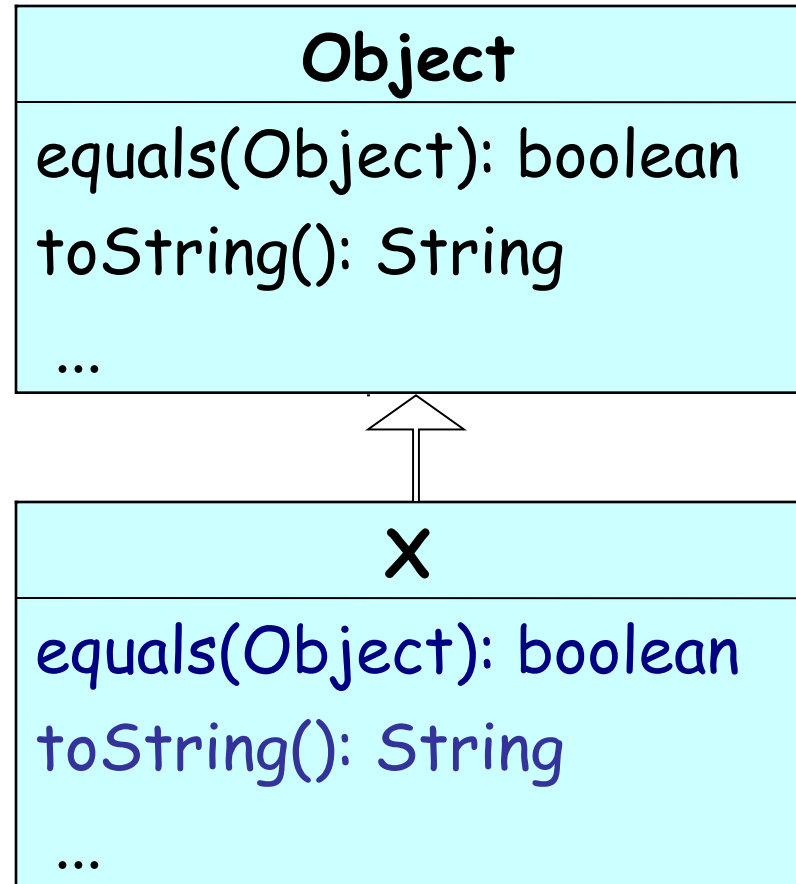 Object
equals(Object): boolean
toString(): String
...
X
equals(Object): boolean
toString(): String
...